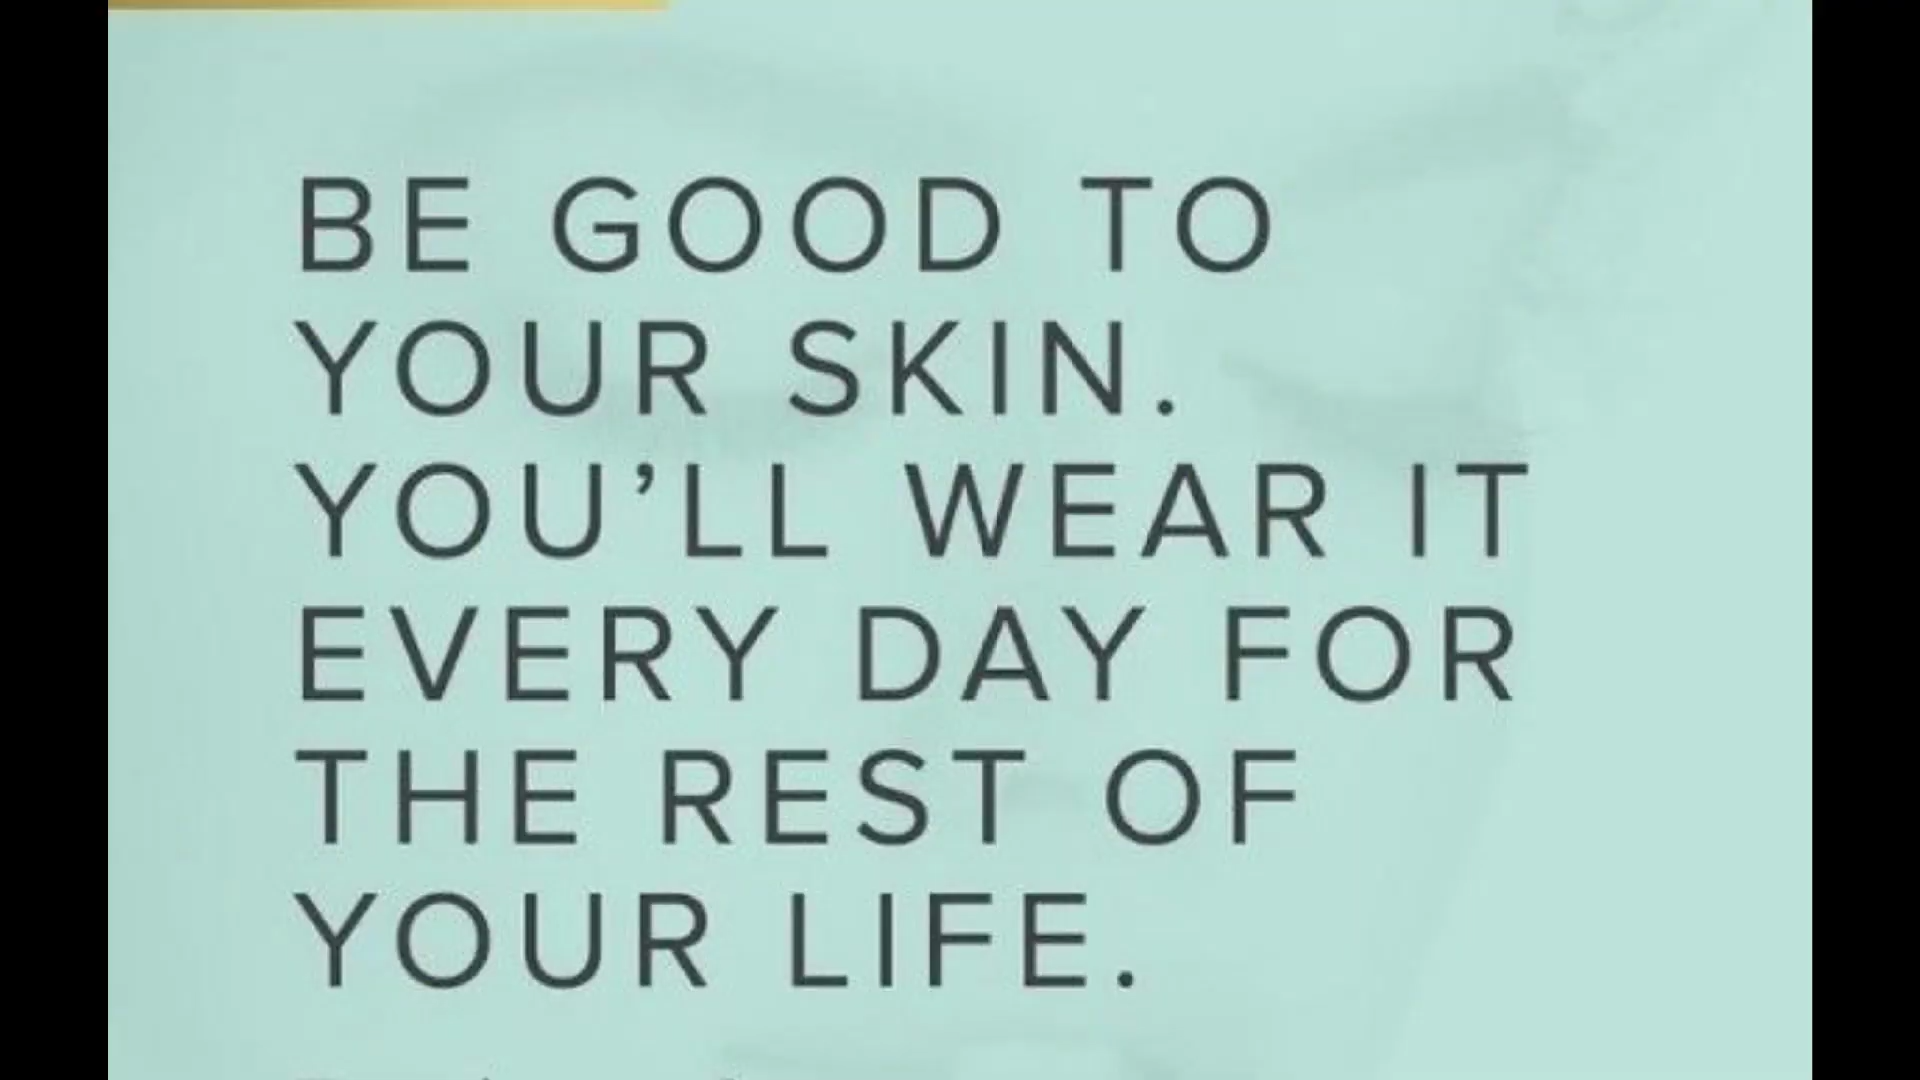 BE GOOD TO
YOUR SKIN.
YOU’LL WEAR IT
EVERY DAY FOR
THE REST OF
YOUR LIFE.